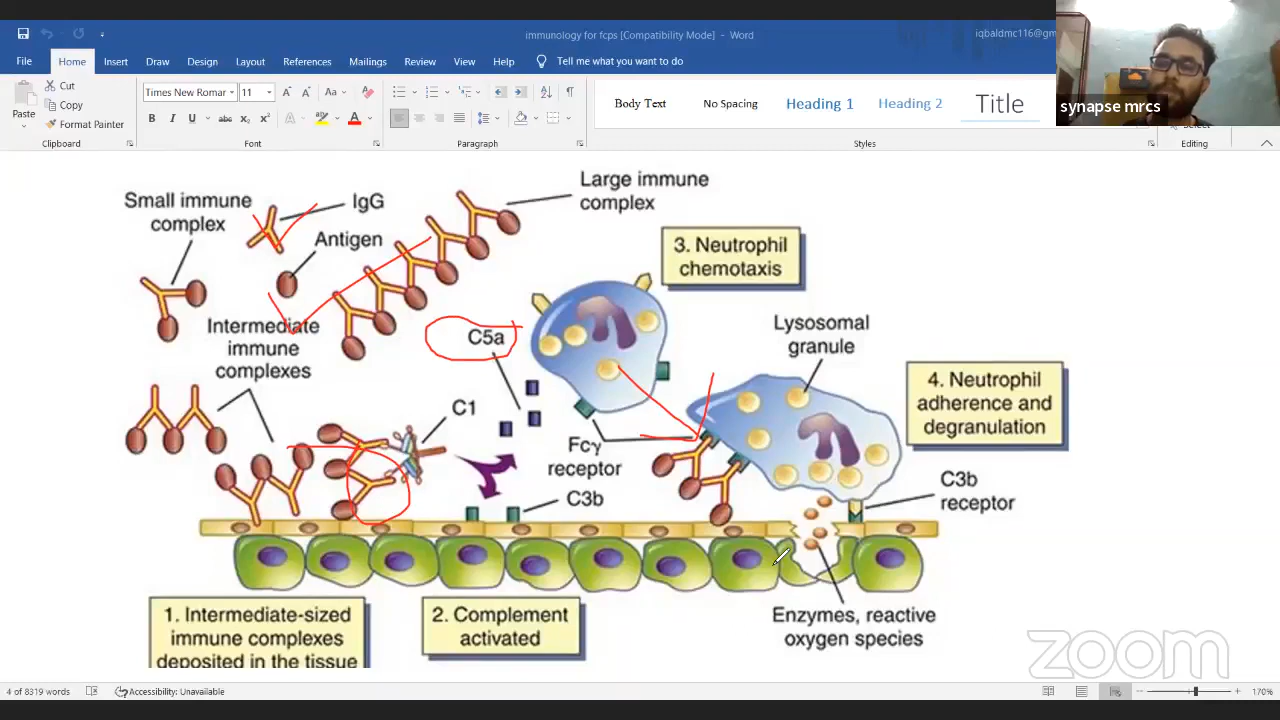 immunology for fcps [Compatibility Mode] - Word
iqbaldmc116@gm
File Home Insert Draw Design Layout References Mailings Review View Help Tell me what you want to do
Paste
Cut
Copy
Format Painter
Clipboard
Times New Romar 11
Font
Paragraph
Body Text
No Spacing
Heading 1
Heading 2
Title
Styles
Editing
synapse mrcs
Small immune
complex
IgG
Antigen
Large immune
complex
Intermediate
immune
complexes
C1
C5a
C3b
Fcγ
receptor
3. Neutrophil
chemotaxis
Lysosomal
granule
4. Neutrophil
adherence and
degranulation
C3b
receptor
1. Intermediate-sized
immune complexes
deposited in the tissue
2. Complement
activated
Enzymes, reactive
oxygen species
zoom
4 of 8319 words
Accessibility: Unavailable
170%